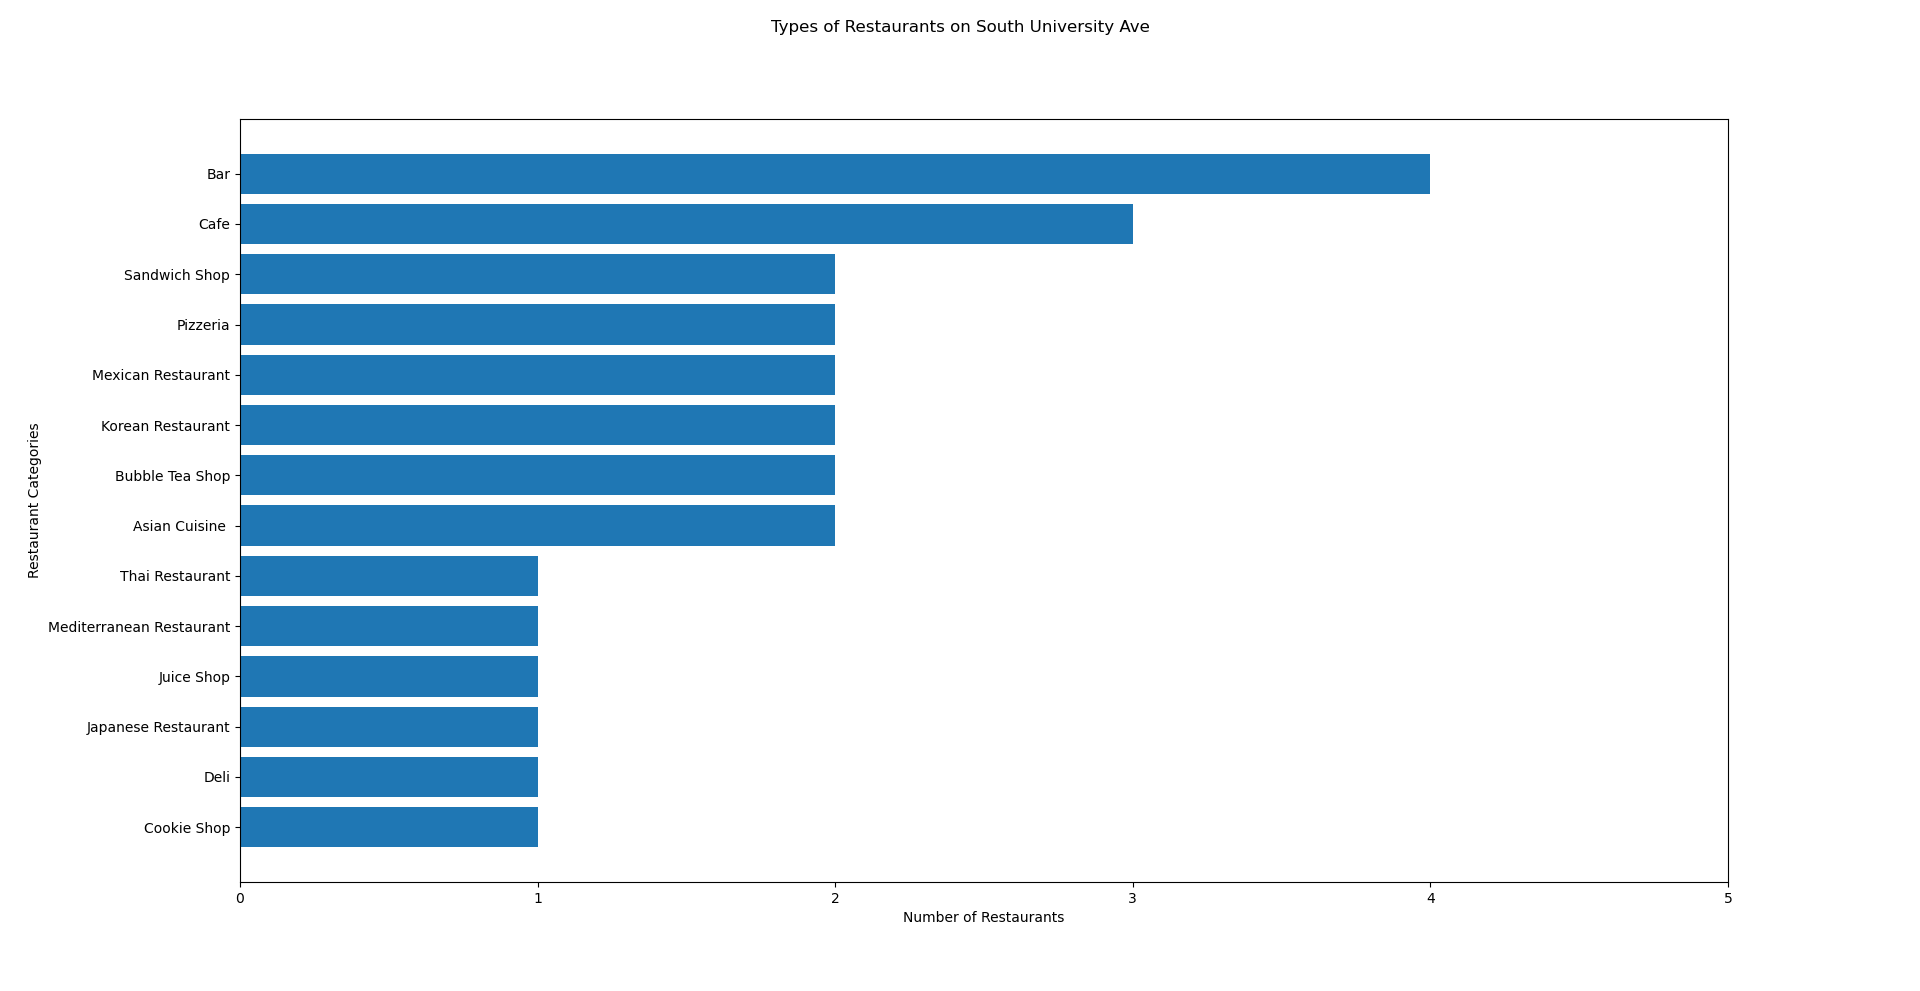 Types of Restaurants on South University Ave
Restaurant Categories
Bar
Cafe
Sandwich Shop
Pizzeria
Mexican Restaurant
Korean Restaurant
Bubble Tea Shop
Asian Cuisine
Thai Restaurant
Mediterranean Restaurant
Juice Shop
Japanese Restaurant
Deli
Cookie Shop
0 1 2 3 4 5
Number of Restaurants